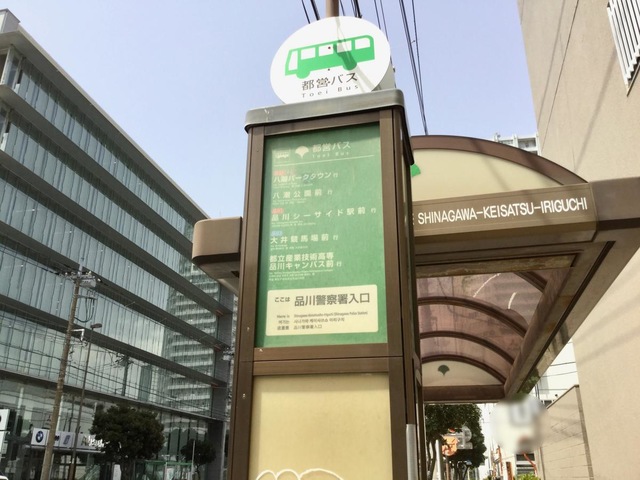 都営バス
Toei Bus
都営バス
Toei Bus
八潮パークタウン 行
八潮公園前 行
品川シーサイド駅前 行
大井競馬場前 行
都立産業技術高専
品川キャンパス前 行
ここは 品川警察署入口
SHINAGAWA-KEISATSU-IRIGUCHI